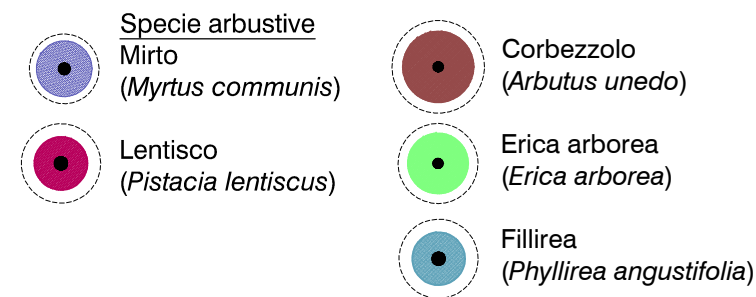 Specie arbustive
Mirto
(Myrtus communis)
Lentisco
(Pistacia lentiscus)
Corbezzolo
(Arbutus unedo)
Erica arborea
(Erica arborea)
Fillirea
(Phyllirea angustifolia)